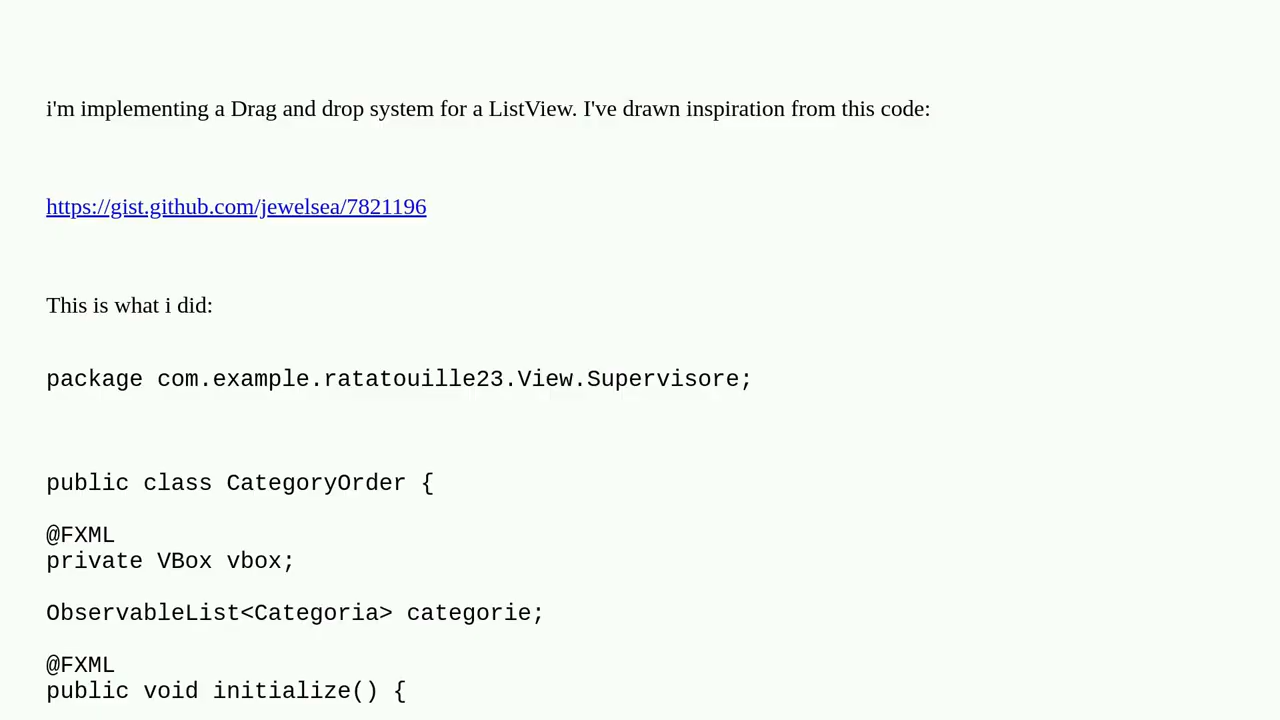 i'm implementing a Drag and drop system for a ListView. I've drawn inspiration from this code:
https://gist.github.com/jewelsea/7821196
This is what i did:
package com.example.ratatouille23.View.Supervisore;
public class CategoryOrder {
@FXML
private VBox vbox;
ObservableList<Categoria> categorie;
@FXML
public void initialize() {